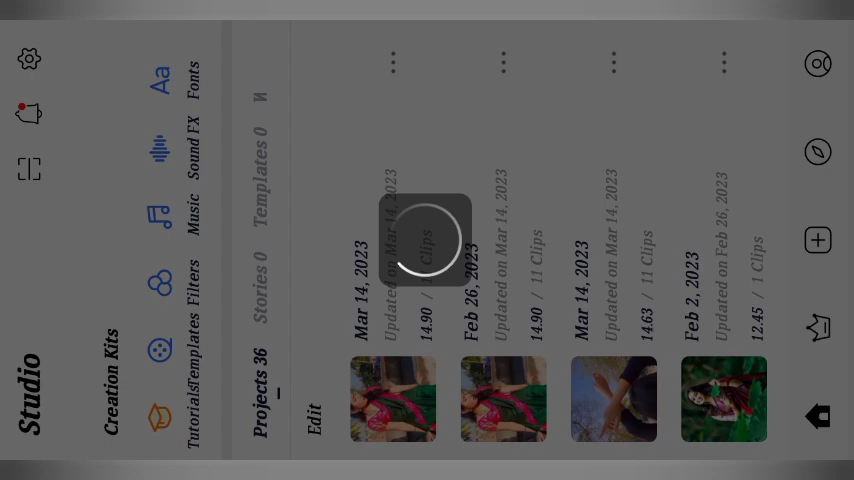 Studio
Creation Kits
Tutorials
Templates
Filters
Music
Sound FX
Fonts
Projects 36
Stories 0
Templates 0
Edit
Mar 14, 2023
Updated on Mar 14, 2023
14.90 / 11 Clips
Feb 26, 2023
Updated on Mar 14, 2023
14.90 / 11 Clips
Mar 14, 2023
Updated on Mar 14, 2023
14.63 / 11 Clips
Feb 2, 2023
Updated on Feb 26, 2023
12.45 / 1 Clips